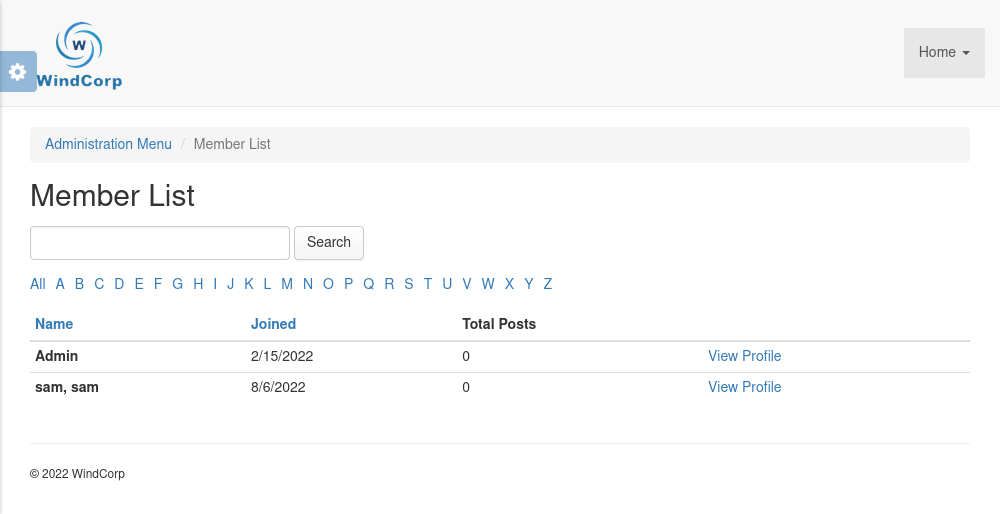 W
WindCorp
Home
Administration Menu / Member List
Member List
Search
All A B C D E F G H I J K L M N O P Q R S T U V W X Y Z
Name Joined Total Posts
Admin 2/15/2022 0 View Profile
sam, sam 8/6/2022 0 View Profile
© 2022 WindCorp